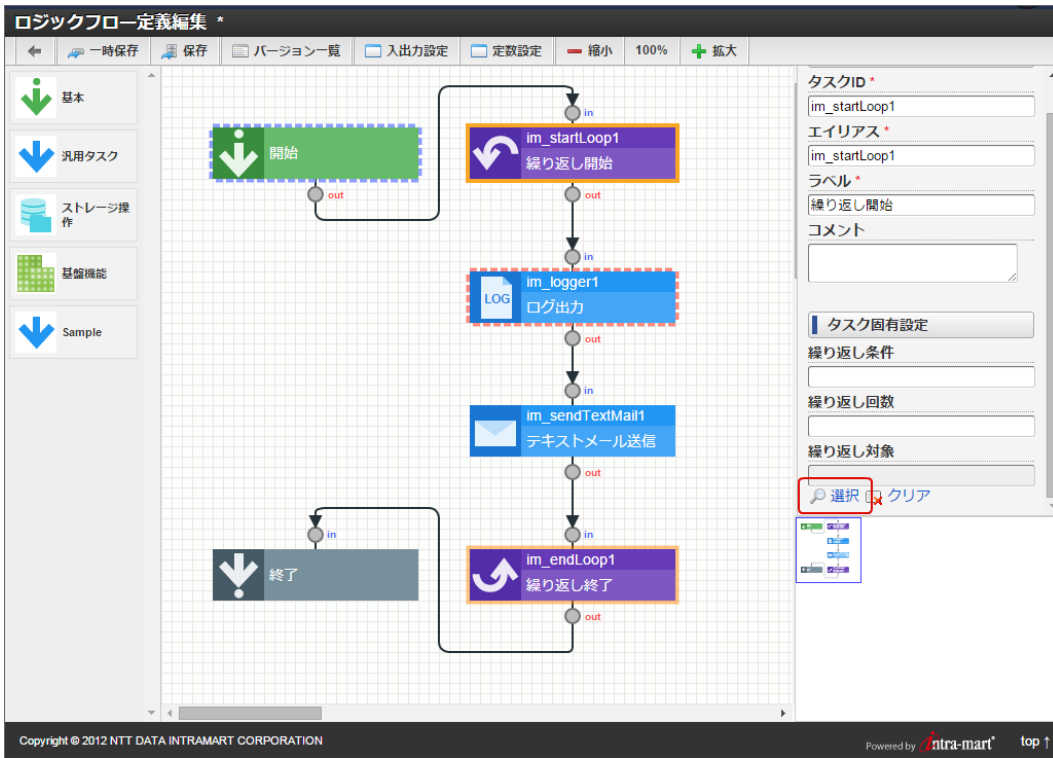 ロジックフロー定義編集 *
一時保存 保存 バージョン一覧 入出力設定 定数設定 縮小 100% 拡大
基本
汎用タスク
ストレージ操
作
基盤機能
Sample
開始
out
in
im_startLoop1
繰り返し開始
out
in
im_logger1
LOG
ログ出力
out
in
im_sendTextMail1
テキストメール送信
out
in
im_endLoop1
繰り返し終了
out
in
終了
タスクID *
im_startLoop1
エイリアス *
im_startLoop1
ラベル *
繰り返し開始
コメント
タスク固有設定
繰り返し条件
繰り返し回数
繰り返し対象
選択 クリア
Copyright © 2012 NTT DATA INTRAMART CORPORATION
Powered by intra-mart top ↑